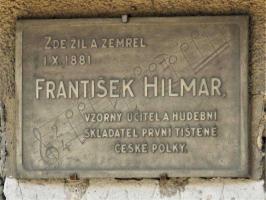 ZDE ŽIL A ZEMŘEL
1.X.1881
FRANTIŠEK HILMAR,
VZORNÝ UČITEL A HUDEBNÍ
SKLADATEL PRVNÍ TIŠTĚNÉ
ČESKÉ POLKY.